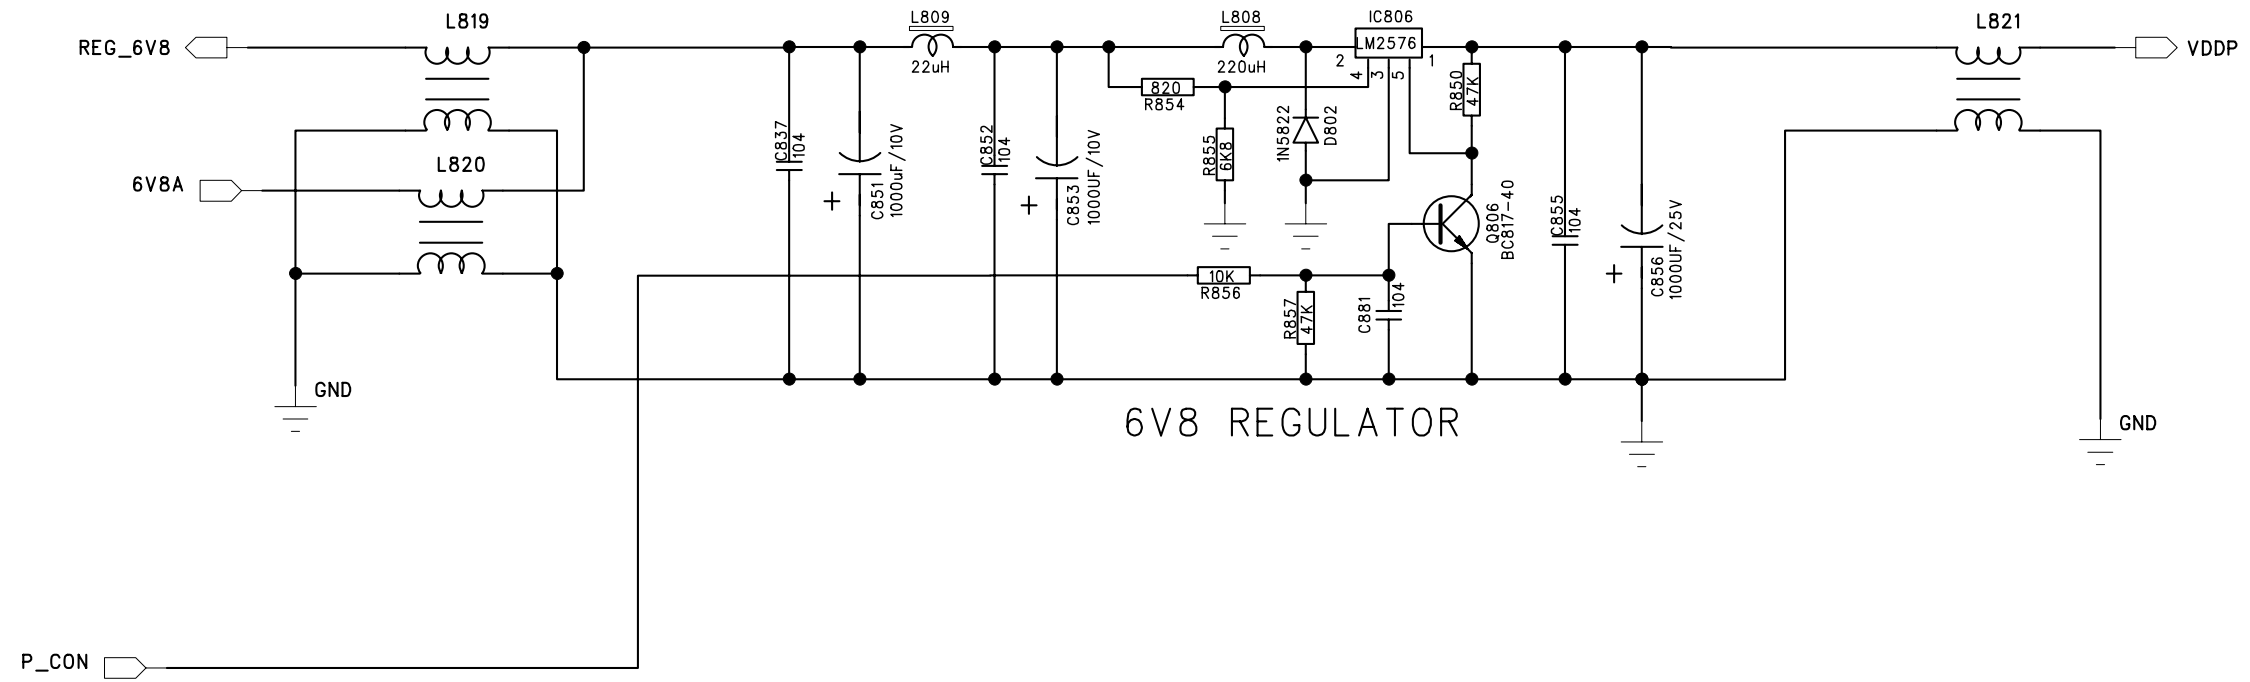 L819
REG_6V8
L820
6V8A
GND
P_CON
C837
104
C851
1000uF/10V
+
L809
22uH
C852
104
C853
1000UF/10V
+
L808
220uH
820
R854
R855
6K8
1N5822
D802
IC806
LM2576
2
4
3
5
1
R850
47K
Q806
BC817-40
10K
R856
R857
47K
C881
104
C855
104
C856
1000UF/25V
+
L821
VDDP
GND
6V8 REGULATOR